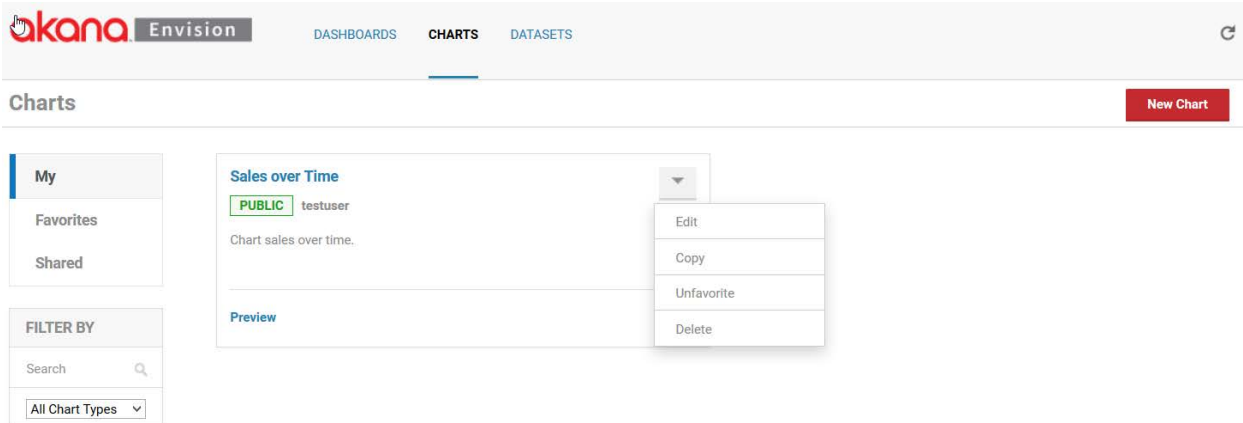 akana Envision DASHBOARDS CHARTS DATASETS
Charts New Chart
My
Favorites
Shared
FILTER BY
Search
All Chart Types
Sales over Time
PUBLIC testuser
Chart sales over time.
Preview
Edit
Copy
Unfavorite
Delete